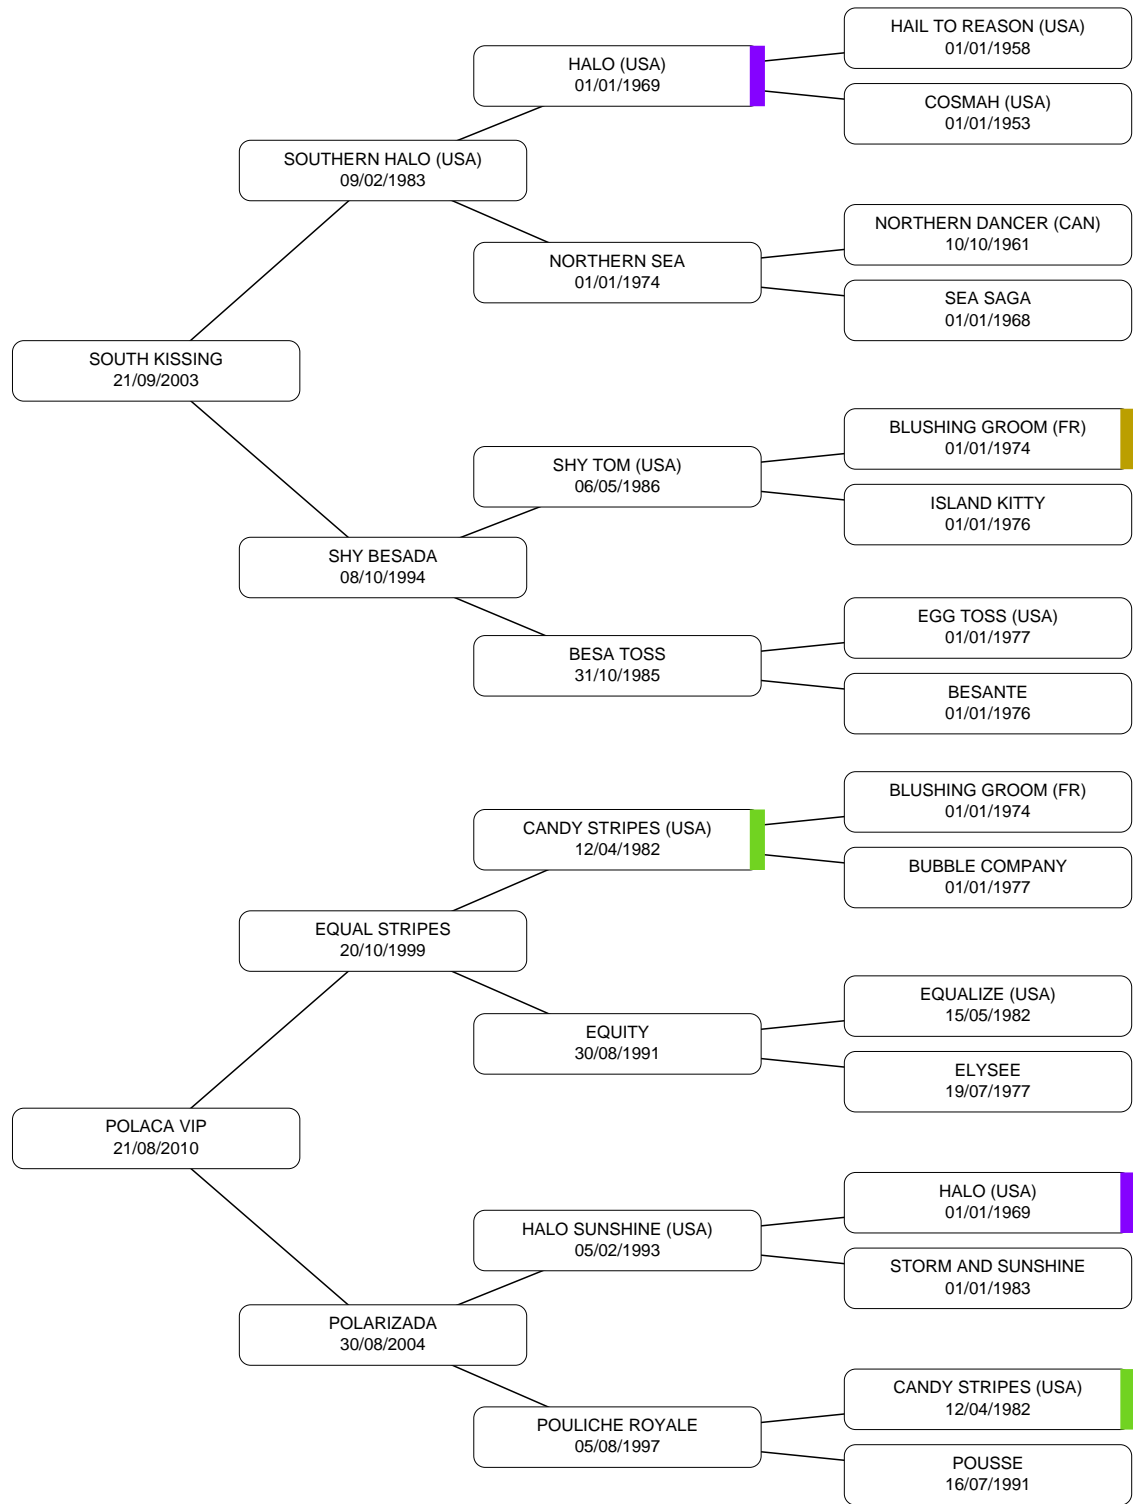 HAIL TO REASON (USA)
01/01/1958
HALO (USA)
01/01/1969
COSMAH (USA)
01/01/1953
SOUTHERN HALO (USA)
09/02/1983
NORTHERN DANCER (CAN)
10/10/1961
NORTHERN SEA
01/01/1974
SEA SAGA
01/01/1968
SOUTH KISSING
21/09/2003
BLUSHING GROOM (FR)
01/01/1974
SHY TOM (USA)
06/05/1986
ISLAND KITTY
01/01/1976
SHY BESADA
08/10/1994
EGG TOSS (USA)
01/01/1977
BESA TOSS
31/10/1985
BESANTE
01/01/1976
BLUSHING GROOM (FR)
01/01/1974
CANDY STRIPES (USA)
12/04/1982
BUBBLE COMPANY
01/01/1977
EQUAL STRIPES
20/10/1999
EQUALIZE (USA)
15/05/1982
EQUITY
30/08/1991
ELYSEE
19/07/1977
POLACA VIP
21/08/2010
HALO (USA)
01/01/1969
HALO SUNSHINE (USA)
05/02/1993
STORM AND SUNSHINE
01/01/1983
POLARIZADA
30/08/2004
CANDY STRIPES (USA)
12/04/1982
POULICHE ROYALE
05/08/1997
POUSSE
16/07/1991